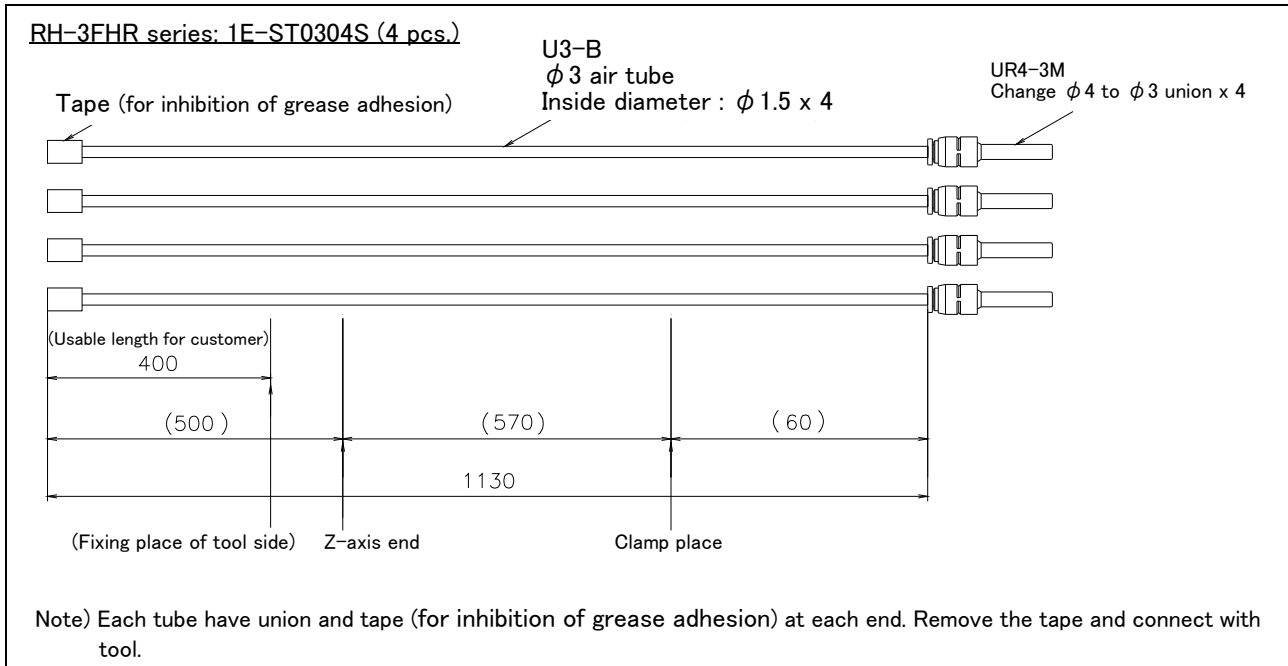 RH-3FHR series: 1E-ST0304S (4 pcs.)
U3-B
φ3 air tube
Inside diameter : φ1.5 x 4
UR4-3M
Change φ4 to φ3 union x 4
Tape (for inhibition of grease adhesion)
(Usable length for customer)
400
(500)
(570)
(60)
1130
(Fixing place of tool side)
Z-axis end
Clamp place
Note) Each tube have union and tape (for inhibition of grease adhesion) at each end. Remove the tape and connect with
tool.